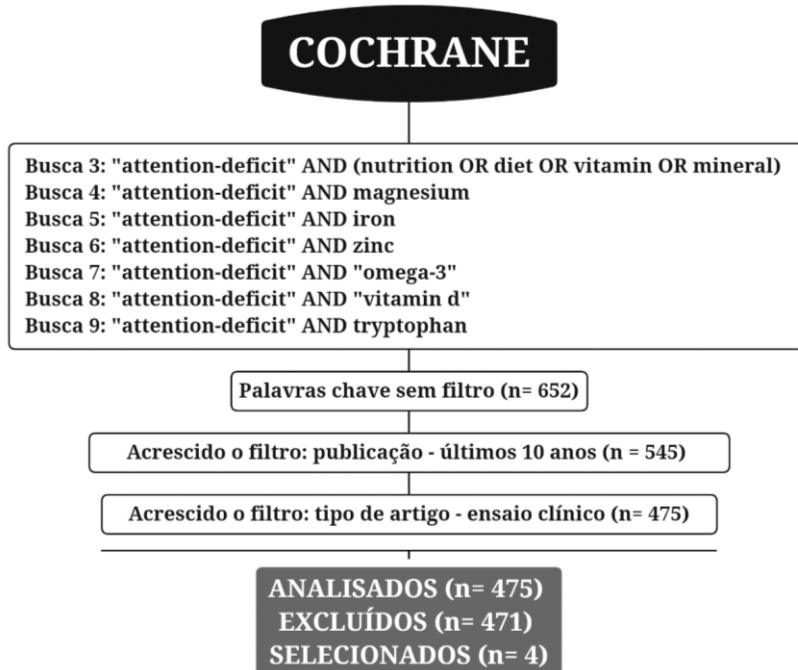 COCHRANE
Busca 3: "attention-deficit" AND (nutrition OR diet OR vitamin OR mineral)
Busca 4: "attention-deficit" AND magnesium
Busca 5: "attention-deficit" AND iron
Busca 6: "attention-deficit" AND zinc
Busca 7: "attention-deficit" AND "omega-3"
Busca 8: "attention-deficit" AND "vitamin d"
Busca 9: "attention-deficit" AND tryptophan
Palavras chave sem filtro (n= 652)
Acrescido o filtro: publicação - últimos 10 anos (n = 545)
Acrescido o filtro: tipo de artigo - ensaio clínico (n= 475)
ANALISADOS (n= 475)
EXCLUÍDOS (n= 471)
SELECIONADOS (n= 4)